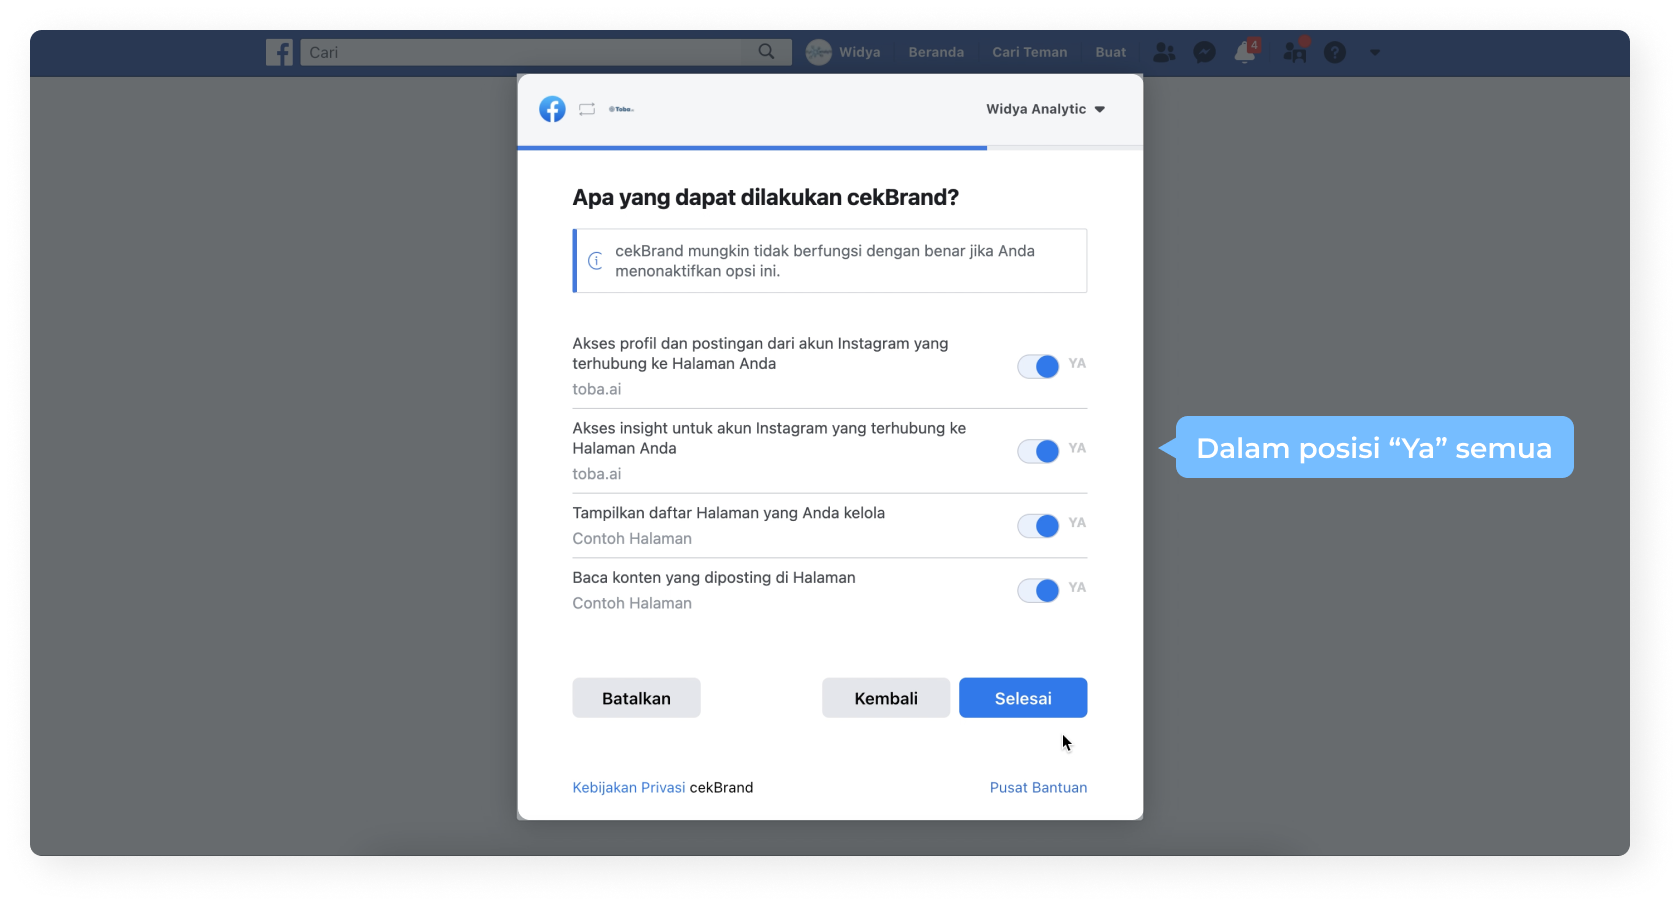 Cari
Widya
Beranda
Cari Teman
Buat
4
Toba
Widya Analytic
Apa yang dapat dilakukan cekBrand?
cekBrand mungkin tidak berfungsi dengan benar jika Anda
menonaktifkan opsi ini.
Akses profil dan postingan dari akun Instagram yang
terhubung ke Halaman Anda
toba.ai
YA
Akses insight untuk akun Instagram yang terhubung ke
Halaman Anda
toba.ai
YA
Dalam posisi “Ya” semua
Tampilkan daftar Halaman yang Anda kelola
Contoh Halaman
YA
Baca konten yang diposting di Halaman
Contoh Halaman
YA
Batalkan
Kembali
Selesai
Kebijakan Privasi cekBrand
Pusat Bantuan